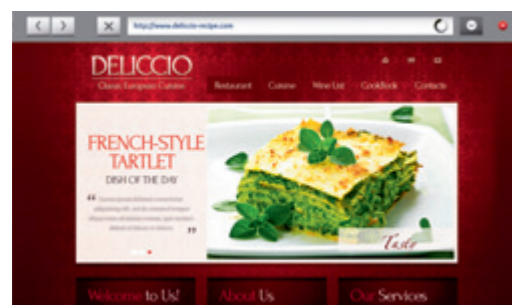 http://www.deliccio-recipe.com
DELICCIO
Classic European Cuisine
Restaurant Cuisine Wine List CookBook Contacts
FRENCH-STYLE
TARTLET
DISH OF THE DAY
Tasty
Welcome to Us! About Us Our Services